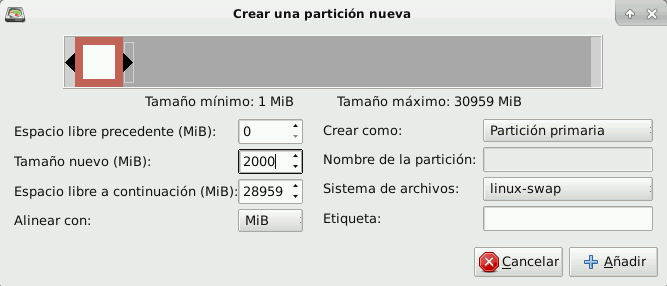 Crear una partición nueva
Tamaño mínimo: 1 MiB Tamaño máximo: 30959 MiB
Espacio libre precedente (MiB): 0 Crear como: Partición primaria
Tamaño nuevo (MiB): 2000 Nombre de la partición:
Espacio libre a continuación (MiB): 28959 Sistema de archivos: linux-swap
Alinear con: MiB Etiqueta:
Cancelar Añadir